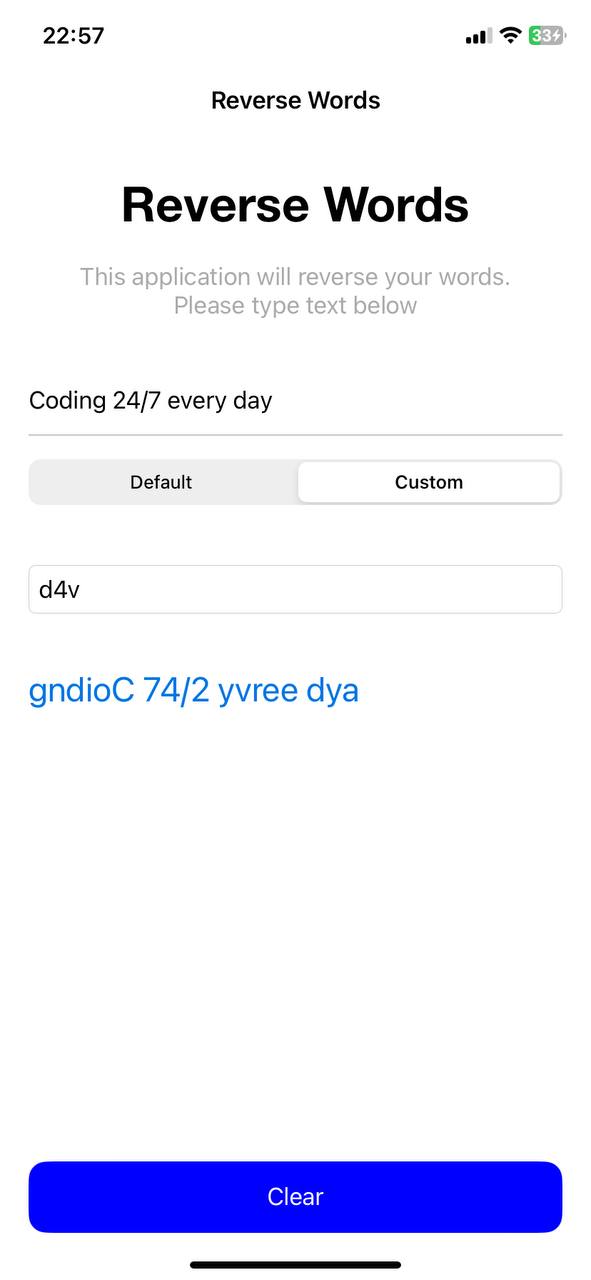 22:57
33
Reverse Words
Reverse Words
This application will reverse your words.
Please type text below
Coding 24/7 every day
Default Custom
d4v
gndioC 74/2 yvree dya
Clear